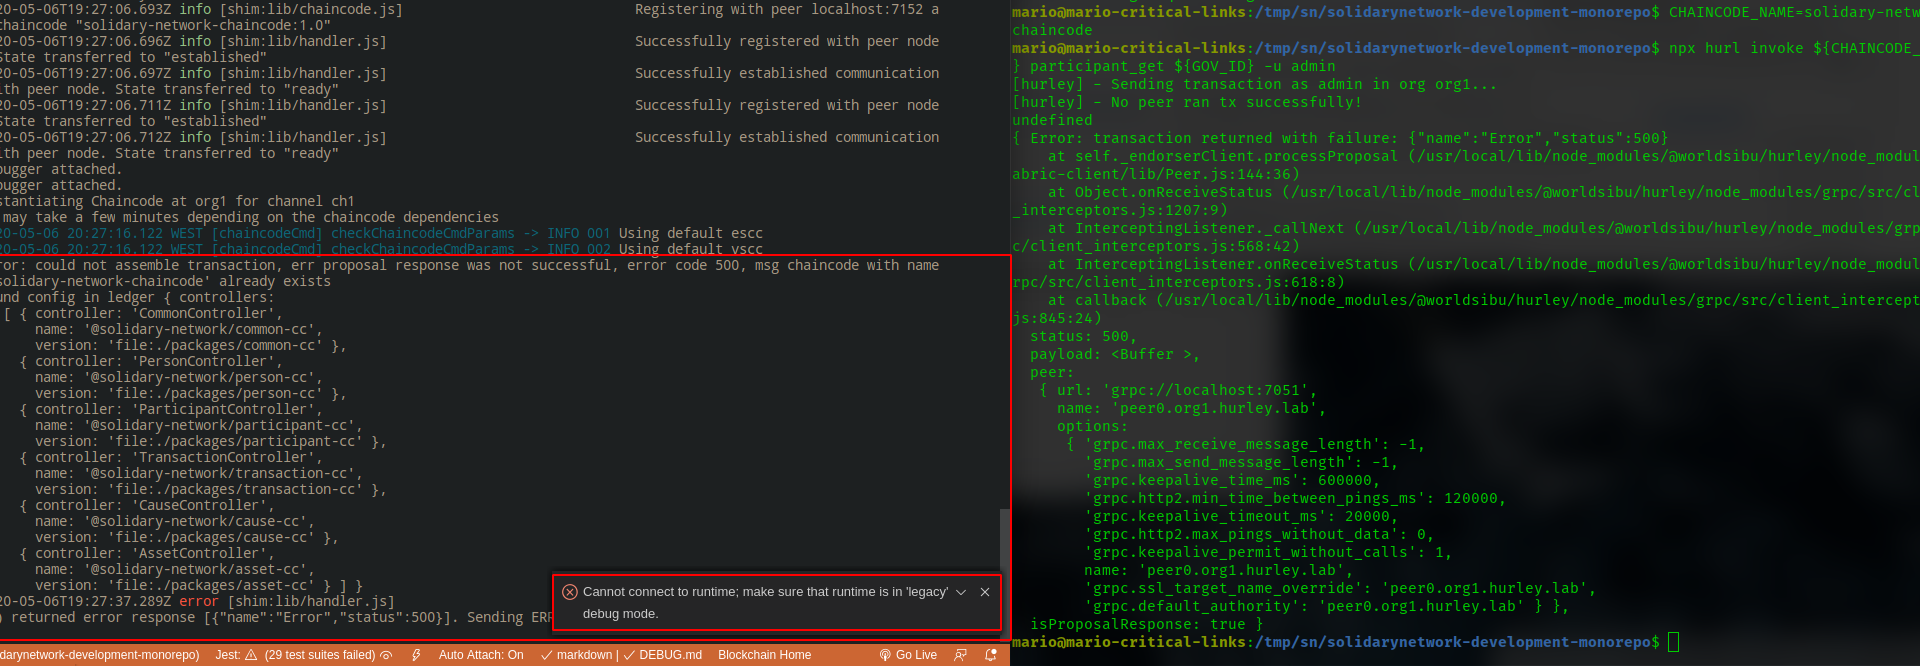 20-05-06T19:27:06.693Z info [shim:lib/chaincode.js] Registering with peer localhost:7152 a
chaincode "solidary-network-chaincode:1.0"
20-05-06T19:27:06.696Z info [shim:lib/handler.js] Successfully registered with peer node
State transferred to "established"
20-05-06T19:27:06.697Z info [shim:lib/handler.js] Successfully established communication
ith peer node. State transferred to "ready"
20-05-06T19:27:06.711Z info [shim:lib/handler.js] Successfully registered with peer node
State transferred to "established"
20-05-06T19:27:06.712Z info [shim:lib/handler.js] Successfully established communication
ith peer node. State transferred to "ready"
bugger attached.
bugger attached.
stantiating Chaincode at org1 for channel ch1
 may take a few minutes depending on the chaincode dependencies
20-05-06 20:27:16.122 WEST [chaincodeCmd] checkChaincodeCmdParams -> INFO 001 Using default escc
20-05-06 20:27:16.122 WEST [chaincodeCmd] checkChaincodeCmdParams -> INFO 002 Using default vscc
ror: could not assemble transaction, err proposal response was not successful, error code 500, msg chaincode with name
solidary-network-chaincode' already exists
und config in ledger { controllers:
 [ { controller: 'CommonController',
name: '@solidary-network/common-cc',
version: 'file:./packages/common-cc' },
{ controller: 'PersonController',
name: '@solidary-network/person-cc',
version: 'file:./packages/person-cc' },
{ controller: 'ParticipantController',
name: '@solidary-network/participant-cc',
version: 'file:./packages/participant-cc' },
{ controller: 'TransactionController',
name: '@solidary-network/transaction-cc',
version: 'file:./packages/transaction-cc' },
{ controller: 'CauseController',
name: '@solidary-network/cause-cc',
version: 'file:./packages/cause-cc' },
{ controller: 'AssetController',
name: '@solidary-network/asset-cc',
version: 'file:./packages/asset-cc' } ] }
20-05-06T19:27:37.289Z error [shim:lib/handler.js]
) returned error response [{"name":"Error","status":500}]. Sending ERR
Cannot connect to runtime; make sure that runtime is in 'legacy'
debug mode.
darynetwork-development-monorepo) Jest: (29 test suites failed) Auto Attach: On markdown | DEBUG.md Blockchain Home Go Live
mario@mario-critical-links:/tmp/sn/solidarynetwork-development-monorepo$ CHAINCODE_NAME=solidary-netw
chaincode
mario@mario-critical-links:/tmp/sn/solidarynetwork-development-monorepo$ npx hurl invoke ${CHAINCODE_
} participant_get ${GOV_ID} -u admin
[hurley] - Sending transaction as admin in org org1...
[hurley] - No peer ran tx successfully!
undefined
{ Error: transaction returned with failure: {"name":"Error","status":500}
at self._endorserClient.processProposal (/usr/local/lib/node_modules/@worldsibu/hurley/node_modul
abric-client/lib/Peer.js:144:36)
at Object.onReceiveStatus (/usr/local/lib/node_modules/@worldsibu/hurley/node_modules/grpc/src/cl
_interceptors.js:1207:9)
at InterceptingListener._callNext (/usr/local/lib/node_modules/@worldsibu/hurley/node_modules/grp
c/client_interceptors.js:568:42)
at InterceptingListener.onReceiveStatus (/usr/local/lib/node_modules/@worldsibu/hurley/node_modul
rpc/src/client_interceptors.js:618:8)
at callback (/usr/local/lib/node_modules/@worldsibu/hurley/node_modules/grpc/src/client_intercept
js:845:24)
status: 500,
payload: <Buffer >,
peer:
{ url: 'grpc://localhost:7051',
name: 'peer0.org1.hurley.lab',
options:
{ 'grpc.max_receive_message_length': -1,
'grpc.max_send_message_length': -1,
'grpc.keepalive_time_ms': 600000,
'grpc.http2.min_time_between_pings_ms': 120000,
'grpc.keepalive_timeout_ms': 20000,
'grpc.http2.max_pings_without_data': 0,
'grpc.keepalive_permit_without_calls': 1,
name: 'peer0.org1.hurley.lab',
'grpc.ssl_target_name_override': 'peer0.org1.hurley.lab',
'grpc.default_authority': 'peer0.org1.hurley.lab' } },
isProposalResponse: true }
mario@mario-critical-links:/tmp/sn/solidarynetwork-development-monorepo$